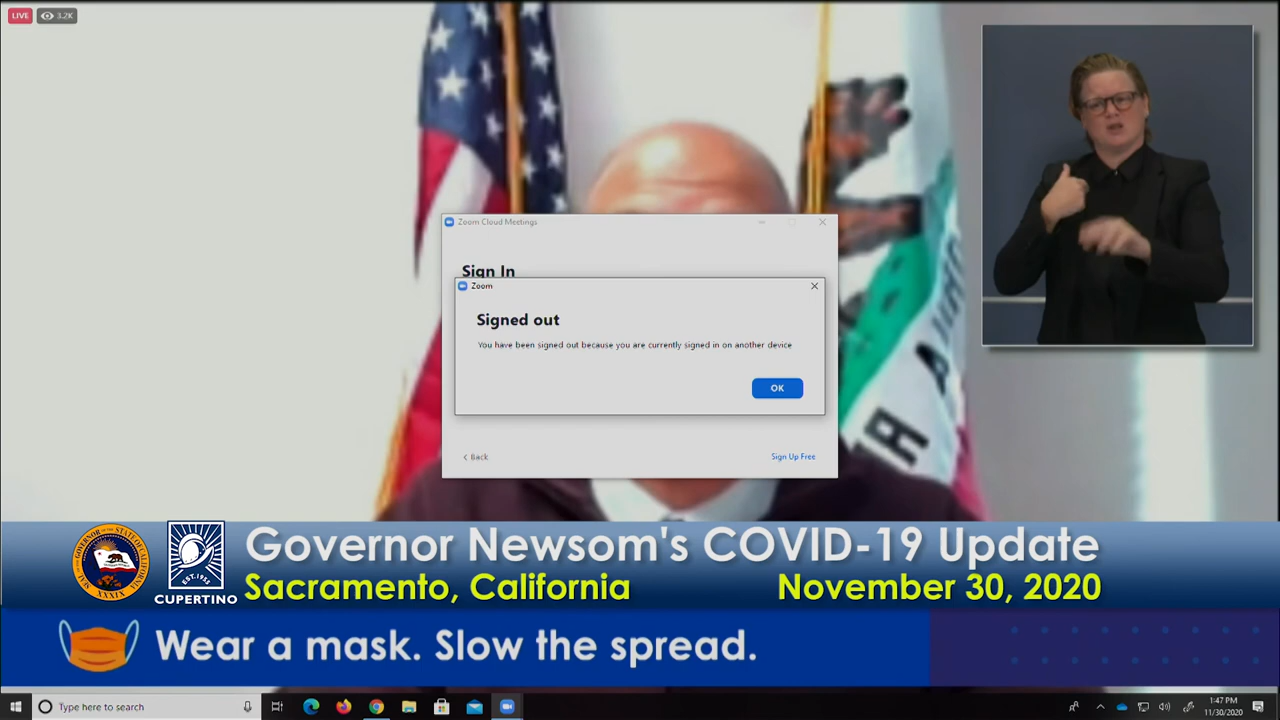 LIVE
3.2K
Zoom Cloud Meetings
Sign In
Zoom
Signed out
You have been signed out because you are currently signed in on another device
OK
Back
Sign Up Free
Governor Newsom's COVID-19 Update
Sacramento, California
November 30, 2020
EST. 1955
CUPERTINO
Wear a mask. Slow the spread.
Type here to search
1:47 PM
11/30/2020